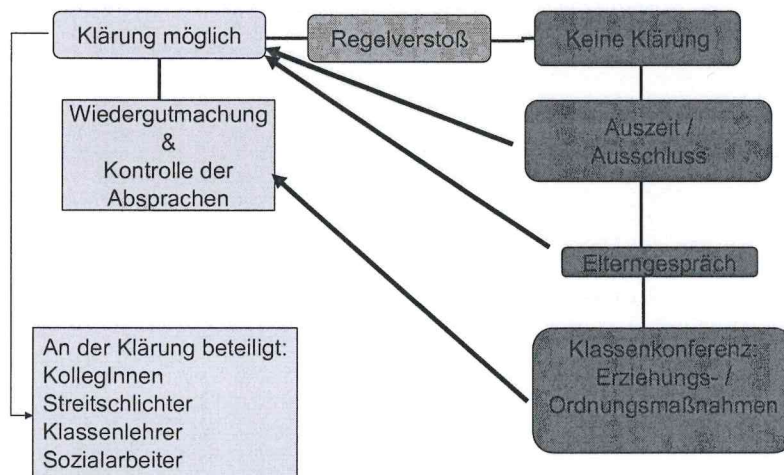 Klärung möglich
Regelverstoß
Keine Klärung
Wiedergutmachung
&
Kontrolle der
Absprachen
Auszeit /
Ausschluss
Elterngespräch
Klassenkonferenz:
Erziehungs- /
Ordnungsmaßnahmen
An der Klärung beteiligt:
KollegInnen
Streitschlichter
Klassenlehrer
Sozialarbeiter